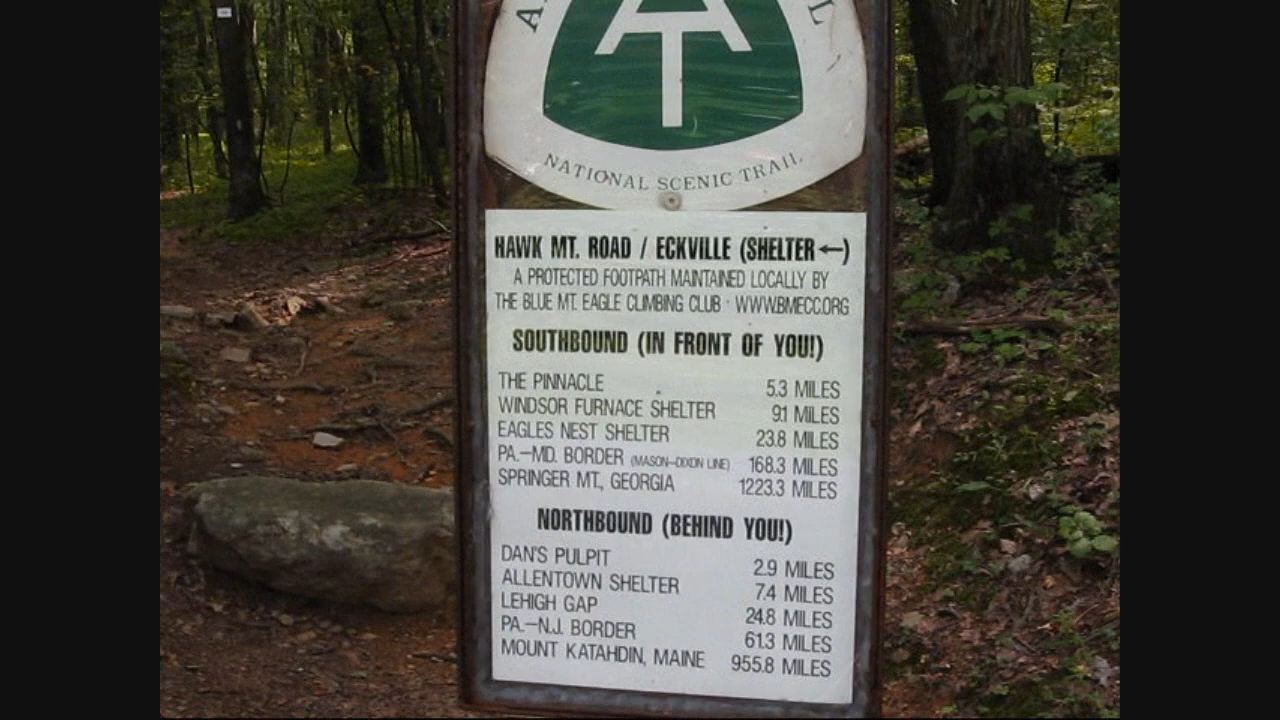 NATIONAL SCENIC TRAIL
HAWK MT. ROAD / ECKVILLE (SHELTER←)
A PROTECTED FOOTPATH MAINTAINED LOCALLY BY
THE BLUE MT. EAGLE CLIMBING CLUB · WWW.BMECC.ORG
SOUTHBOUND (IN FRONT OF YOU!)
THE PINNACLE 5.3 MILES
WINDSOR FURNACE SHELTER 9.1 MILES
EAGLES NEST SHELTER 23.8 MILES
PA.—MD. BORDER (MASON—DIXON LINE) 168.3 MILES
SPRINGER MT., GEORGIA 1223.3 MILES
NORTHBOUND (BEHIND YOU!)
DAN'S PULPIT 2.9 MILES
ALLENTOWN SHELTER 7.4 MILES
LEHIGH GAP 24.8 MILES
PA.—N.J. BORDER 61.3 MILES
MOUNT KATAHDIN, MAINE 955.8 MILES